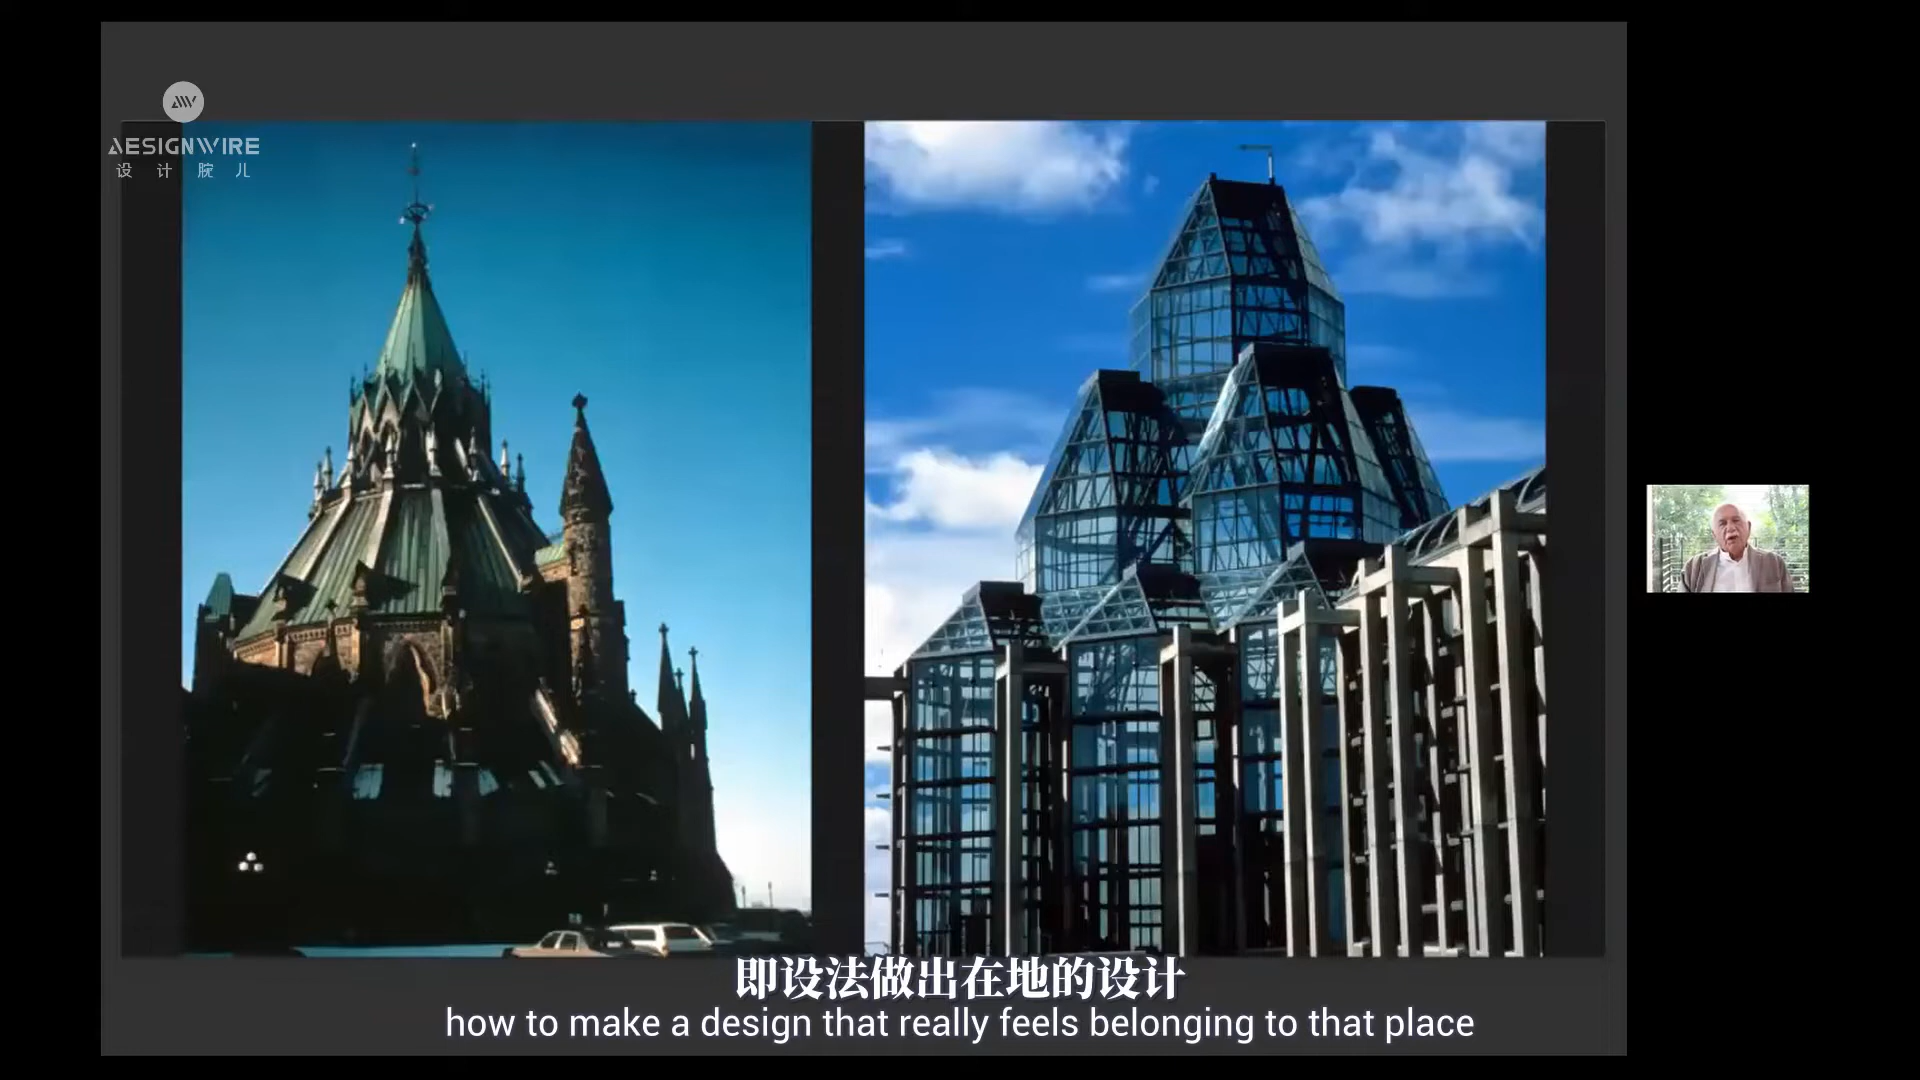 DESIGNWIRE
设计腕儿
即设法做出在地的设计
how to make a design that really feels belonging to that place